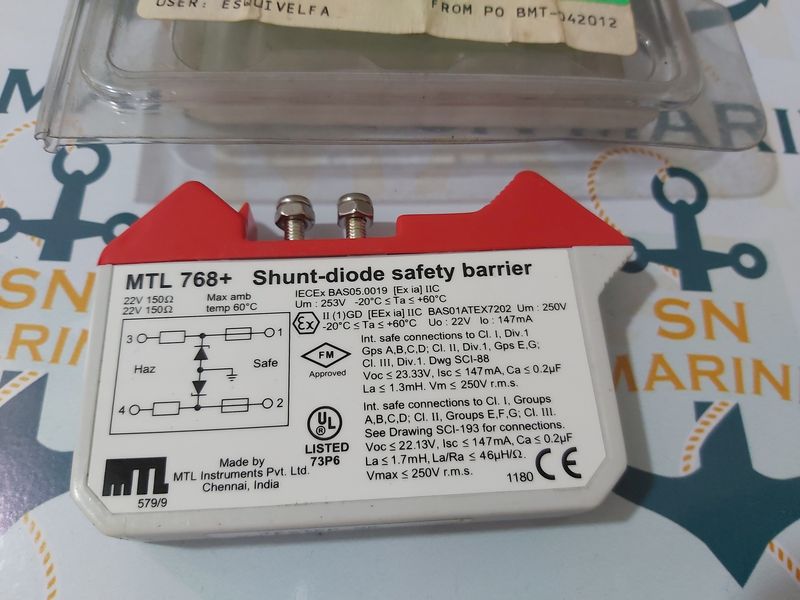 USER: ESQUIVELFA FROM PO BMT-042012
MTL 768+ Shunt-diode safety barrier
22V 150Ω
22V 150Ω
Max amb
temp 60°C
IECEx BAS05.0019 [Ex ia] IIC
Um : 253V -20°C ≤ Ta ≤ +60°C
Ex
II (1)GD [EEx ia] IIC BAS01ATEX7202 Um : 250V
-20°C ≤ Ta ≤ +60°C Uo : 22V Io : 147mA
3
1
Haz
Safe
4
2
FM
Approved
Int. safe connections to Cl. I, Div.1
Gps A,B,C,D; Cl. II, Div.1, Gps E,G;
Cl. III, Div.1. Dwg SCI-88
Voc ≤ 23.33V, Isc ≤ 147mA, Ca ≤ 0.2µF
La ≤ 1.3mH. Vm ≤ 250V r.m.s.
UL
LISTED
73P6
Int. safe connections to Cl. I, Groups
A,B,C,D; Cl. II, Groups E,F,G; Cl. III.
See Drawing SCI-193 for connections.
Voc ≤ 22.13V, Isc ≤ 147mA, Ca ≤ 0.2µF
La ≤ 1.7mH, La/Ra ≤ 46µH/Ω.
Vmax ≤ 250V r.m.s.
1180 CE
MTL
579/9
Made by
MTL Instruments Pvt. Ltd.
Chennai, India
SN
MARINE
SN
MARINE